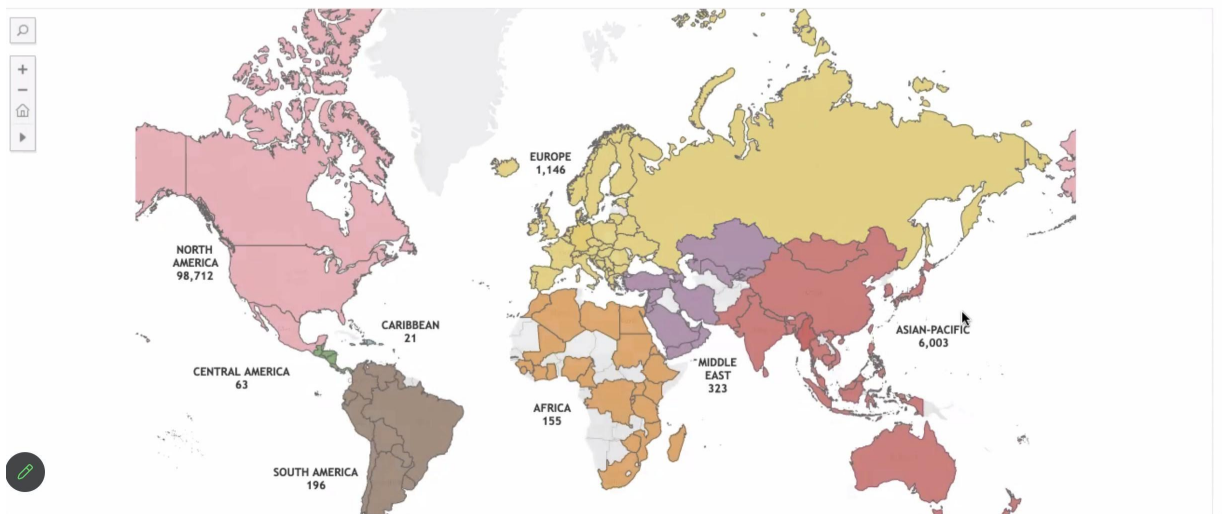 EUROPE
1,146
NORTH
AMERICA
98,712
CARIBBEAN
21
ASIAN-PACIFIC
6,003
CENTRAL AMERICA
63
MIDDLE
EAST
323
AFRICA
155
SOUTH AMERICA
196